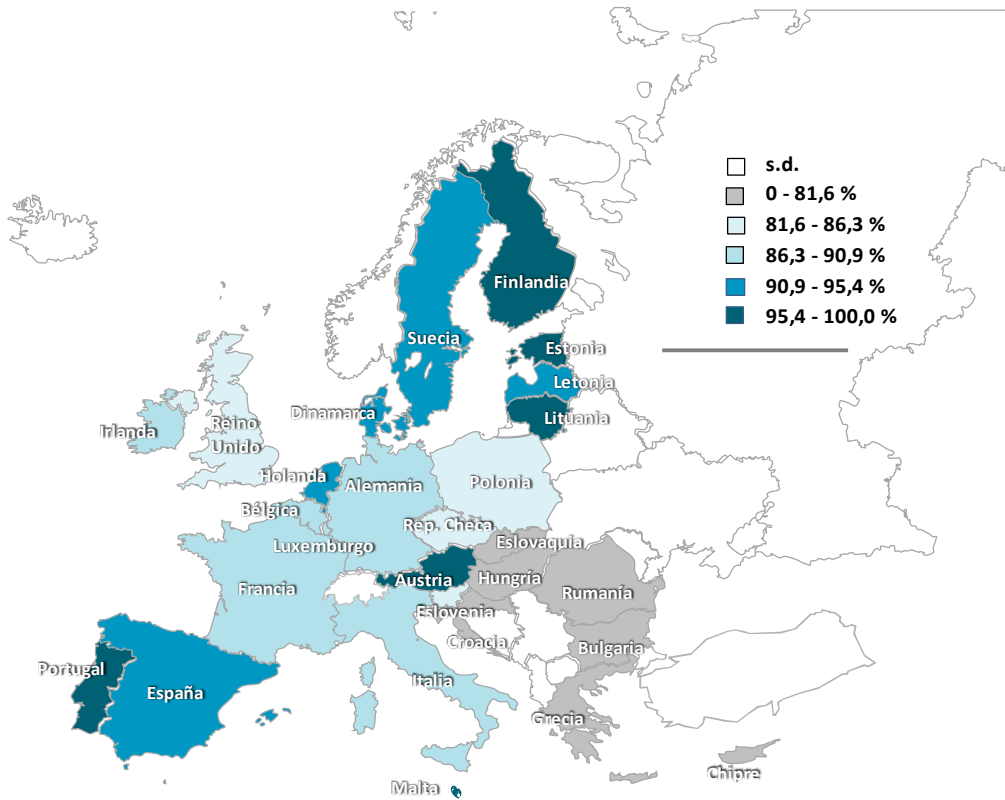 s.d.
0 - 81,6 %
81,6 - 86,3 %
86,3 - 90,9 %
90,9 - 95,4 %
95,4 - 100,0 %
Finlandia
Suecia
Estonia
Letonia
Dinamarca
Lituania
Irlanda
Reino
Unido
Holanda
Alemania
Polonia
Bélgica
Rep. Checa
Eslovaquia
Luxemburgo
Austria
Hungría
Francia
Rumanía
Eslovenia
Croacia
Bulgaria
Portugal
Italia
España
Grecia
Chipre
Malta